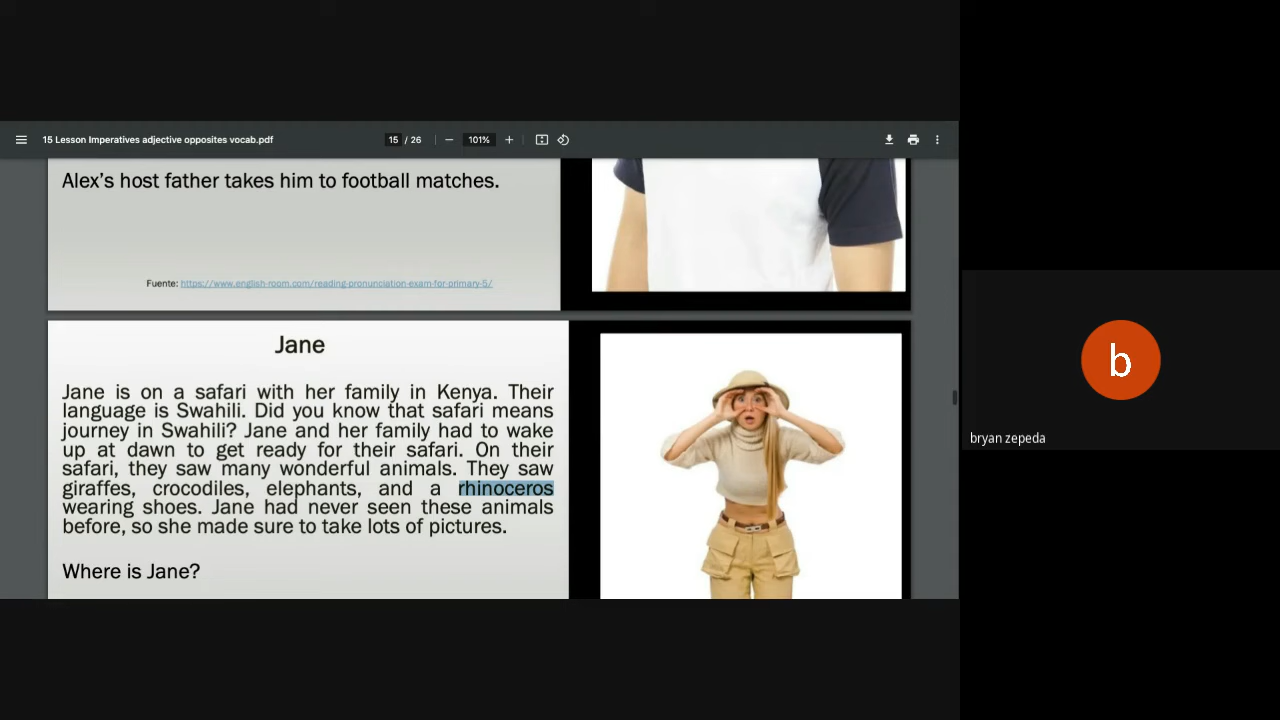 15 Lesson Imperatives adjective opposites vocab.pdf
15 / 26
101%
Alex’s host father takes him to football matches.
Fuente: https://www.english-room.com/reading-pronunciation-exam-for-primary-5/
Jane
Jane is on a safari with her family in Kenya. Their
language is Swahili. Did you know that safari means
journey in Swahili? Jane and her family had to wake
up at dawn to get ready for their safari. On their
safari, they saw many wonderful animals. They saw
giraffes, crocodiles, elephants, and a rhinoceros
wearing shoes. Jane had never seen these animals
before, so she made sure to take lots of pictures.
Where is Jane?
b
bryan zepeda